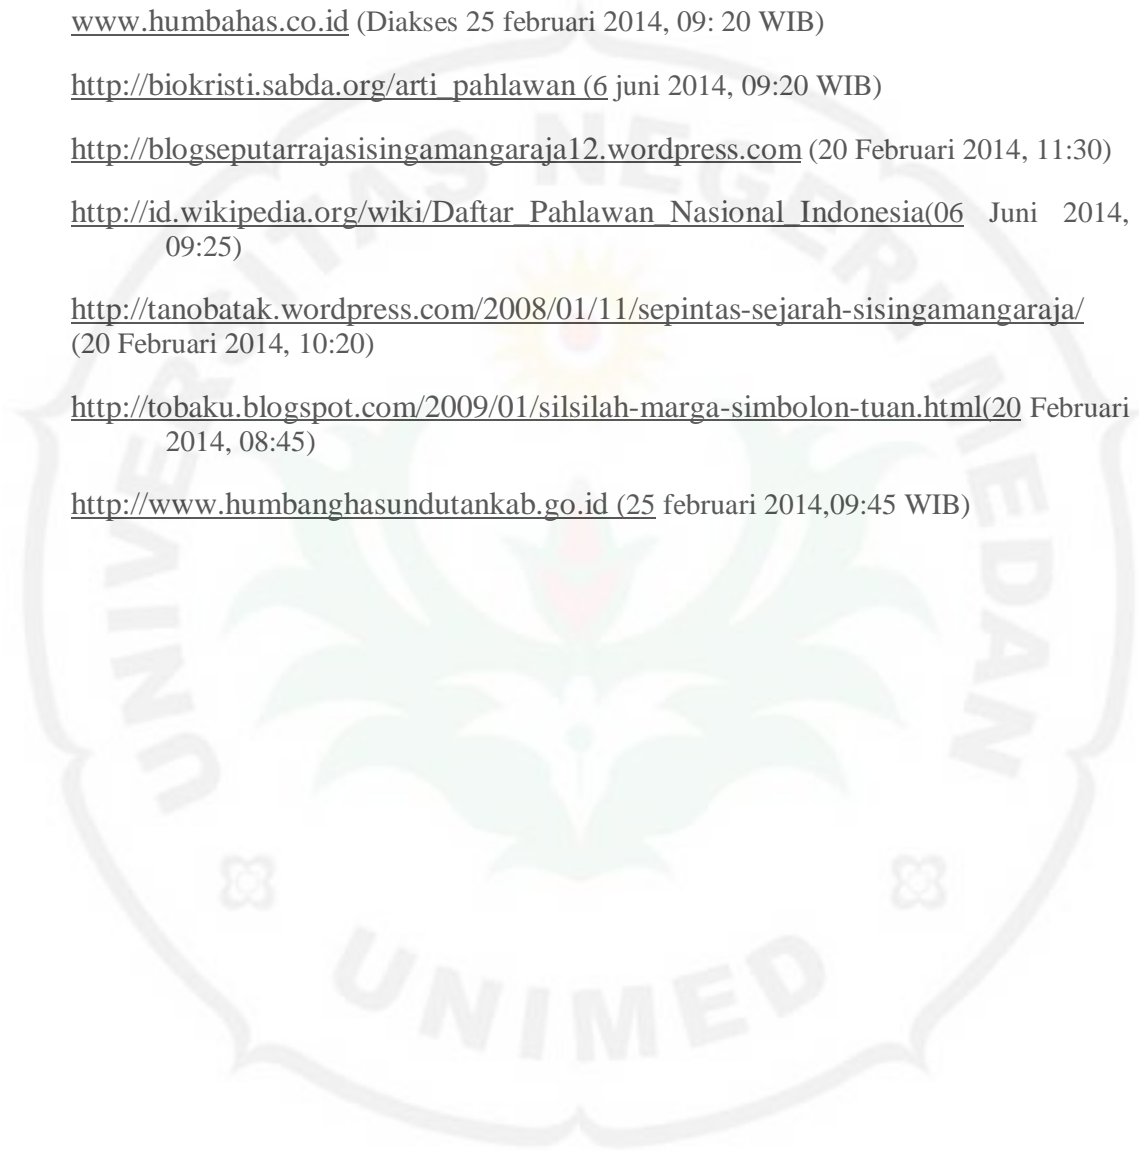 www.humbahas.co.id (Diakses 25 februari 2014, 09: 20 WIB)
http://biokristi.sabda.org/arti_pahlawan (6 juni 2014, 09:20 WIB)
http://blogseputarrajasisingamangaraja12.wordpress.com (20 Februari 2014, 11:30)
http://id.wikipedia.org/wiki/Daftar_Pahlawan_Nasional_Indonesia(06 Juni 2014,
09:25)
http://tanobatak.wordpress.com/2008/01/11/sepintas-sejarah-sisingamangaraja/
(20 Februari 2014, 10:20)
http://tobaku.blogspot.com/2009/01/silsilah-marga-simbolon-tuan.html(20 Februari
2014, 08:45)
http://www.humbanghasundutankab.go.id (25 februari 2014,09:45 WIB)
UNIVERSITAS NEGERI MEDAN
UNIMED